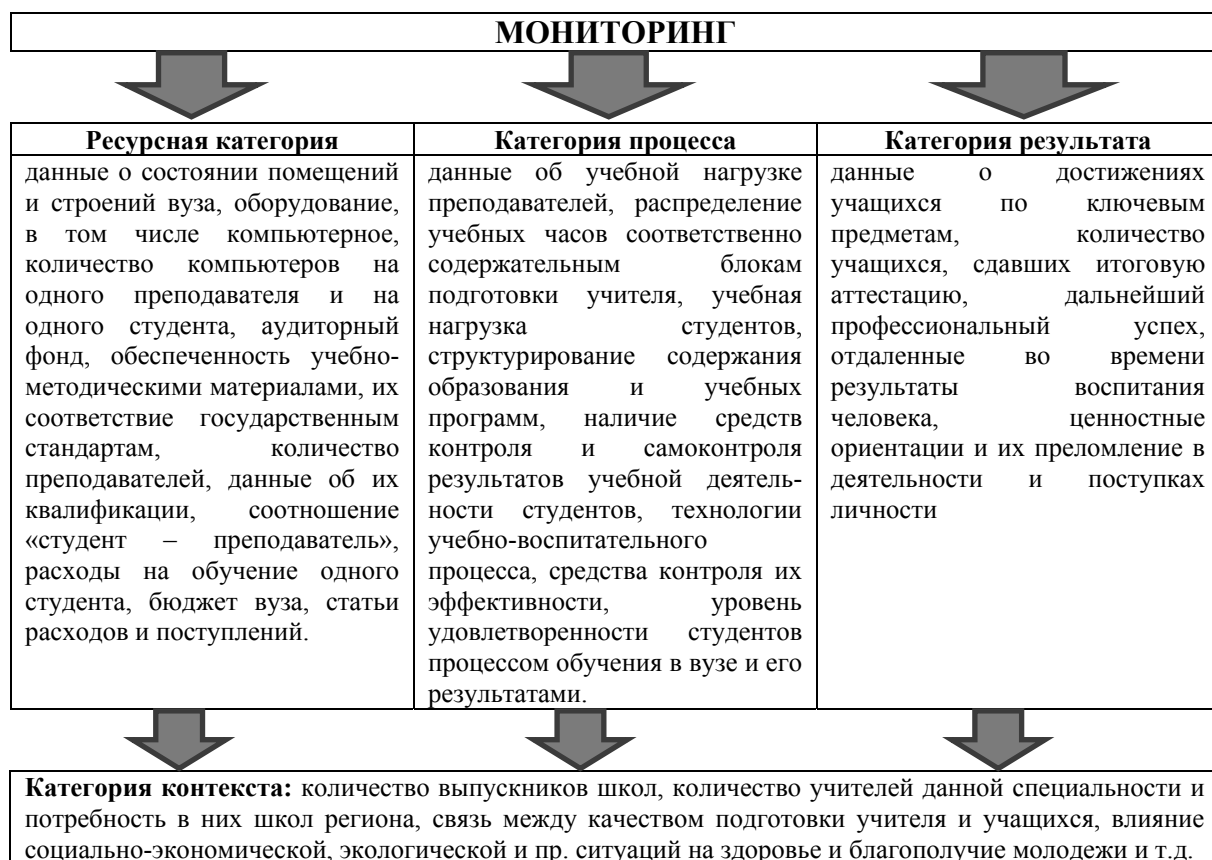 МОНИТОРИНГ
Ресурсная категория
данные о состоянии помещений
и строений вуза, оборудование,
в том числе компьютерное,
количество компьютеров на
одного преподавателя и на
одного студента, аудиторный
фонд, обеспеченность учебно-
методическими материалами, их
соответствие государственным
стандартам, количество
преподавателей, данные об их
квалификации, соотношение
«студент – преподаватель»,
расходы на обучение одного
студента, бюджет вуза, статьи
расходов и поступлений.
Категория процесса
данные об учебной нагрузке
преподавателей, распределение
учебных часов соответственно
содержательным блокам
подготовки учителя, учебная
нагрузка студентов,
структурирование содержания
образования и учебных
программ, наличие средств
контроля и самоконтроля
результатов учебной деятель-
ности студентов, технологии
учебно-воспитательного
процесса, средства контроля их
эффективности, уровень
удовлетворенности студентов
процессом обучения в вузе и его
результатами.
Категория результата
данные о достижениях
учащихся по ключевым
предметам, количество
учащихся, сдавших итоговую
аттестацию, дальнейший
профессиональный успех,
отдаленные во времени
результаты воспитания
человека, ценностные
ориентации и их преломление в
деятельности и поступках
личности
Категория контекста: количество выпускников школ, количество учителей данной специальности и
потребность в них школ региона, связь между качеством подготовки учителя и учащихся, влияние
социально-экономической, экологической и пр. ситуаций на здоровье и благополучие молодежи и т.д.